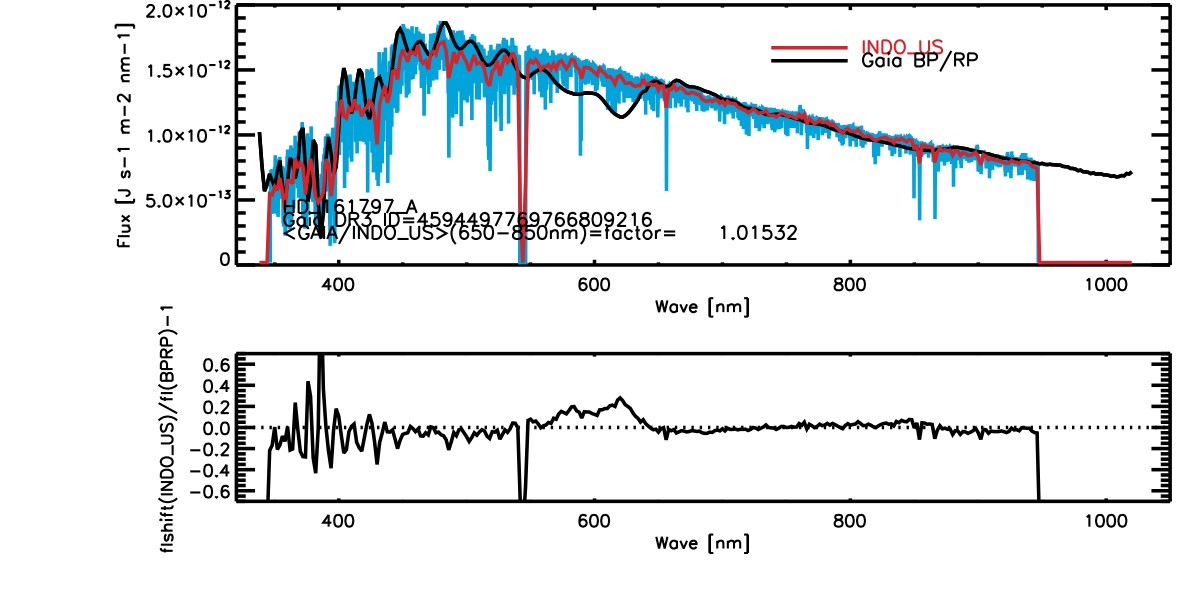 2.0×10−12
1.5×10−12
1.0×10−12
5.0×10−13
0
Flux [J s−1 m−2 nm−1]
INDO_US
Gaia BP/RP
HD_161797_A
Gaia DR3 ID=4594497769766809216
<GAIA/INDO_US>(650−850nm)=factor= 1.01532
400 600 800 1000
Wave [nm]
0.6
0.4
0.2
0.0
−0.2
−0.4
−0.6
flshift(INDO_US)/fl(BPRP)−1
400 600 800 1000
Wave [nm]